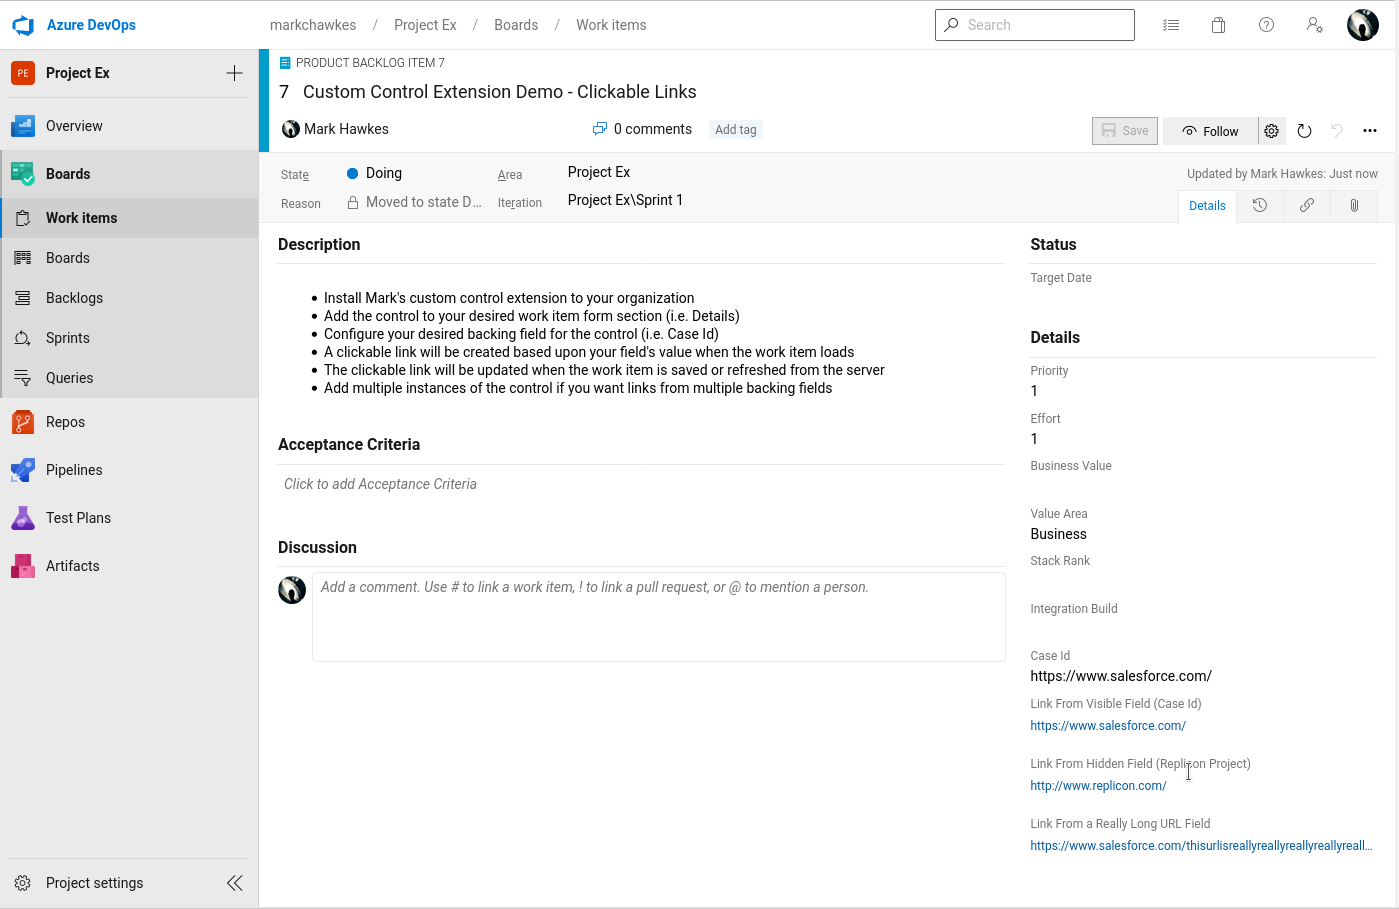 Azure DevOps
markchawkes / Project Ex / Boards / Work items
Search
PE Project Ex
Overview
Boards
Work items
Boards
Backlogs
Sprints
Queries
Repos
Pipelines
Test Plans
Artifacts
Project settings
PRODUCT BACKLOG ITEM 7
7 Custom Control Extension Demo - Clickable Links
Mark Hawkes
0 comments
Add tag
Save
Follow
State
Doing
Area
Project Ex
Reason
Moved to state D...
Iteration
Project Ex\Sprint 1
Updated by Mark Hawkes: Just now
Details
Description
• Install Mark's custom control extension to your organization
• Add the control to your desired work item form section (i.e. Details)
• Configure your desired backing field for the control (i.e. Case Id)
• A clickable link will be created based upon your field's value when the work item loads
• The clickable link will be updated when the work item is saved or refreshed from the server
• Add multiple instances of the control if you want links from multiple backing fields
Acceptance Criteria
Click to add Acceptance Criteria
Discussion
Add a comment. Use # to link a work item, ! to link a pull request, or @ to mention a person.
Status
Target Date
Details
Priority
1
Effort
1
Business Value
Value Area
Business
Stack Rank
Integration Build
Case Id
https://www.salesforce.com/
Link From Visible Field (Case Id)
https://www.salesforce.com/
Link From Hidden Field (Replicon Project)
http://www.replicon.com/
Link From a Really Long URL Field
https://www.salesforce.com/thisurlisreallyreallyreallyreallyreall...